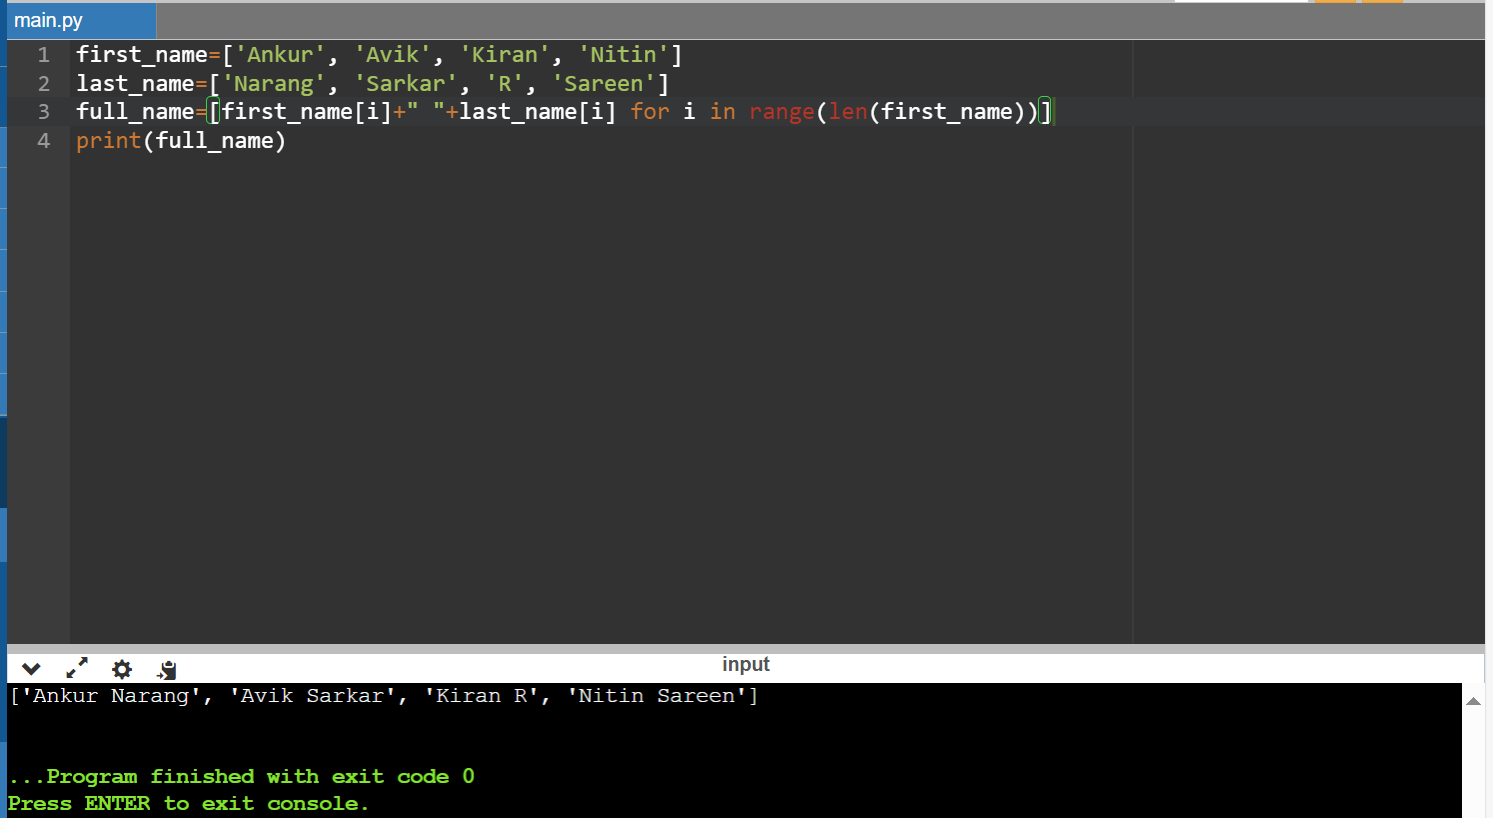 main.py
1 first_name=['Ankur', 'Avik', 'Kiran', 'Nitin']
2 last_name=['Narang', 'Sarkar', 'R', 'Sareen']
3 full_name=[first_name[i]+" "+last_name[i] for i in range(len(first_name))]
4 print(full_name)
input
['Ankur Narang', 'Avik Sarkar', 'Kiran R', 'Nitin Sareen']
...Program finished with exit code 0
Press ENTER to exit console.